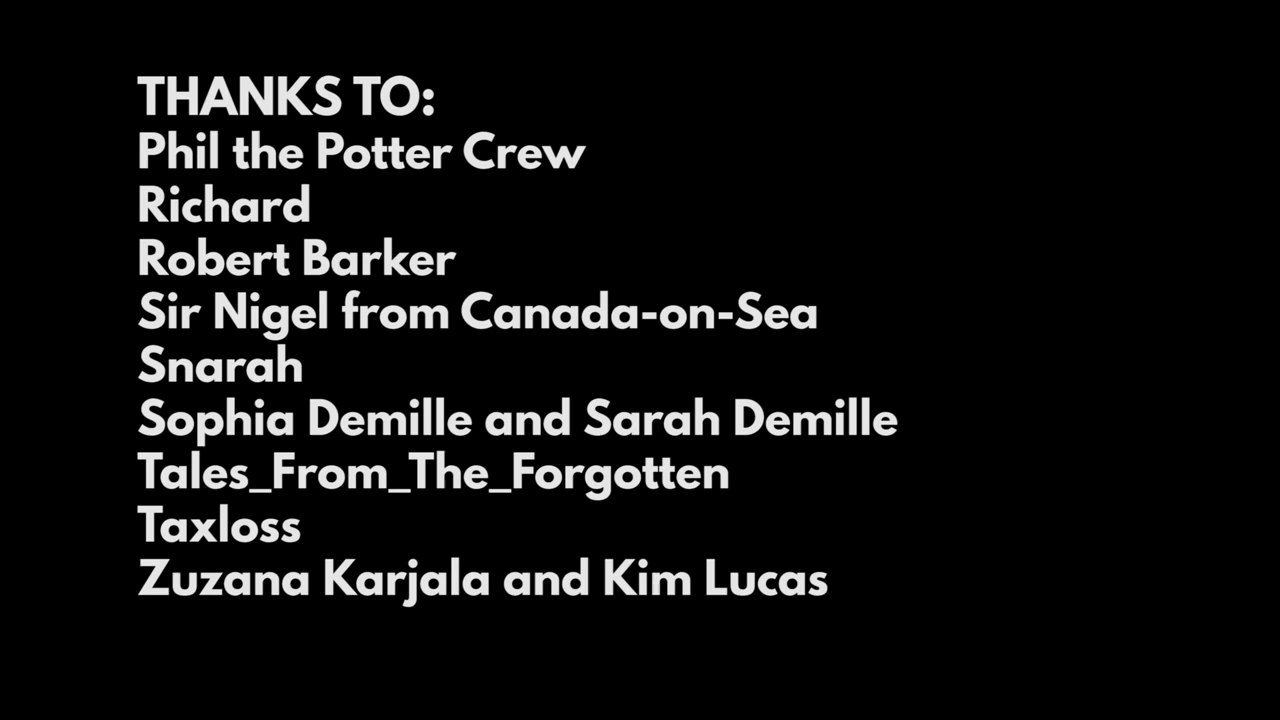 THANKS TO:
Phil the Potter Crew
Richard
Robert Barker
Sir Nigel from Canada-on-Sea
Snarah
Sophia Demille and Sarah Demille
Tales_From_The_Forgotten
Taxloss
Zuzana Karjala and Kim Lucas